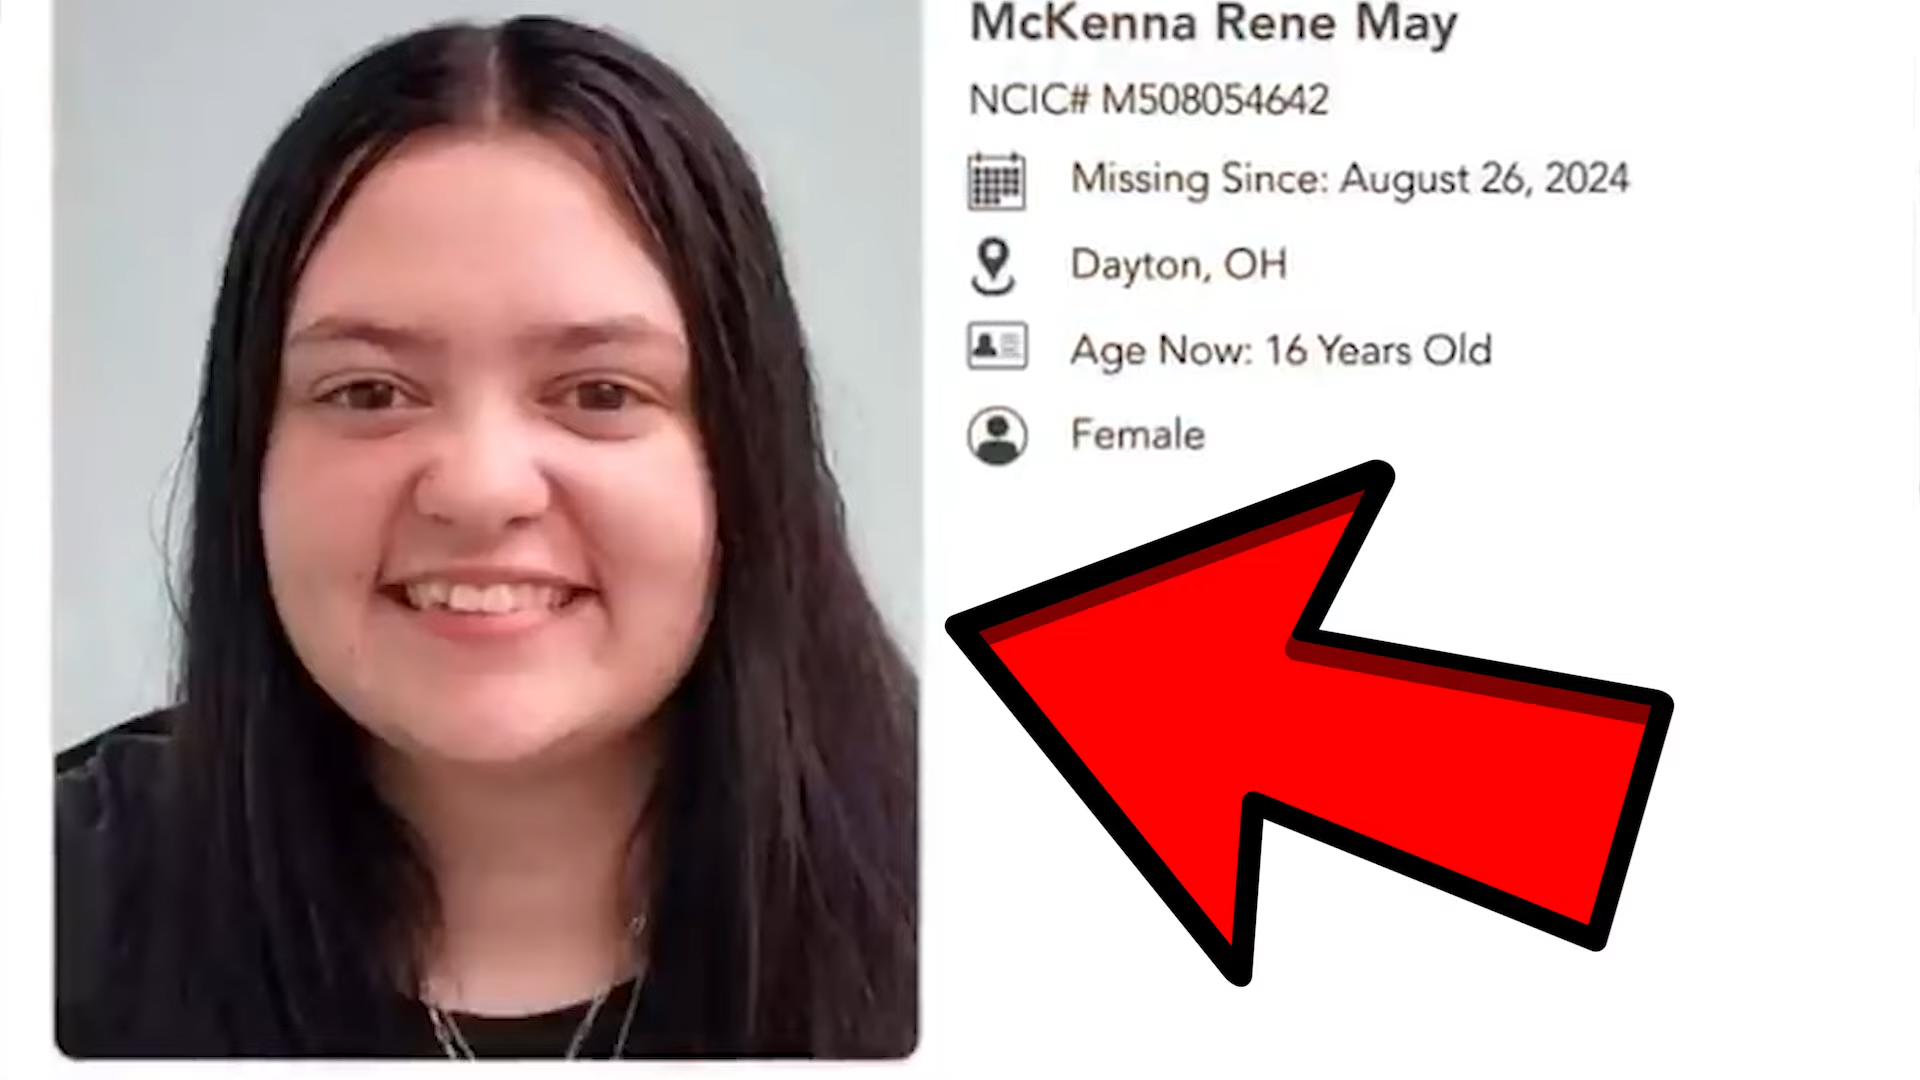 McKenna Rene May
NCIC# M508054642
Missing Since: August 26, 2024
Dayton, OH
Age Now: 16 Years Old
Female